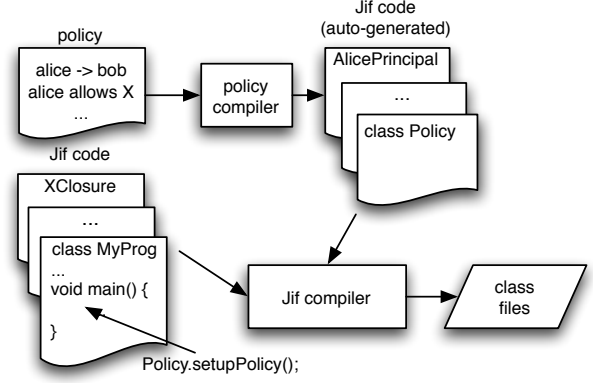 policy
alice -> bob
alice allows X
...
policy
compiler
Jif code
(auto-generated)
AlicePrincipal
...
class Policy
Jif code
XClosure
...
class MyProg
...
void main() {
}
Policy.setupPolicy();
Jif compiler
class
files